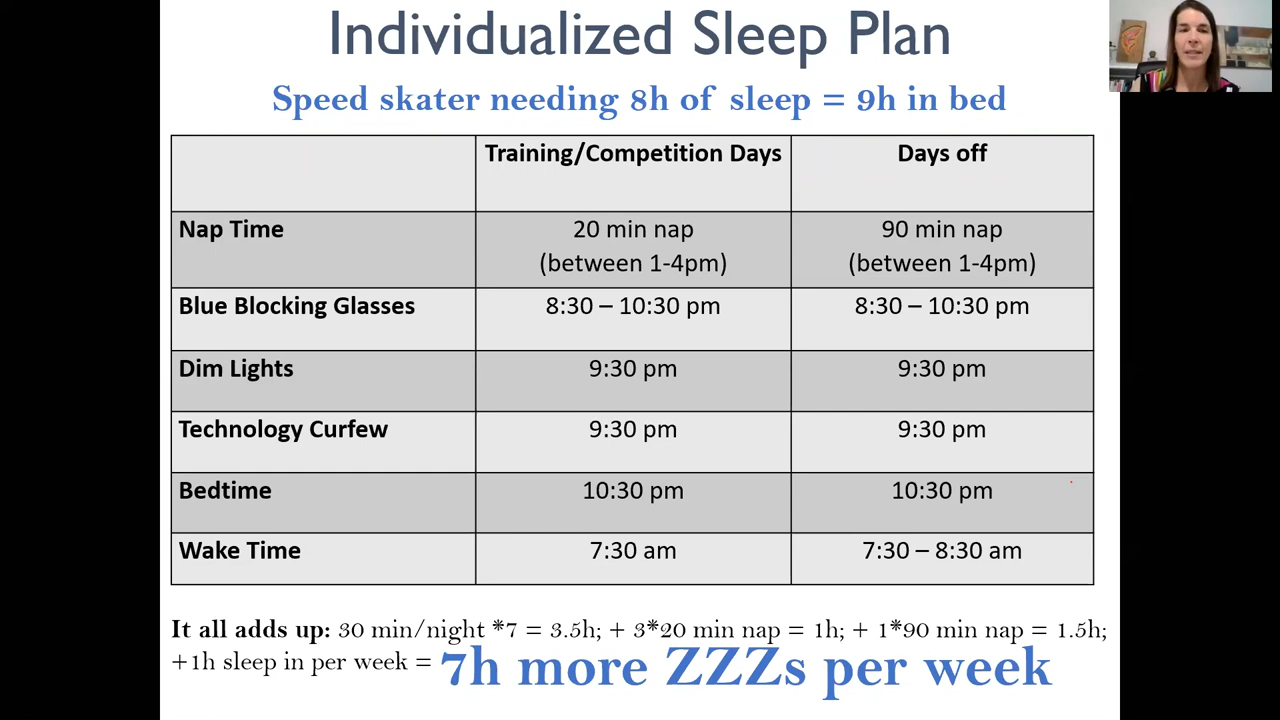 Individualized Sleep Plan
Speed skater needing 8h of sleep = 9h in bed
Training/Competition Days Days off
Nap Time 20 min nap 90 min nap
(between 1-4pm) (between 1-4pm)
Blue Blocking Glasses 8:30 – 10:30 pm 8:30 – 10:30 pm
Dim Lights 9:30 pm 9:30 pm
Technology Curfew 9:30 pm 9:30 pm
Bedtime 10:30 pm 10:30 pm
Wake Time 7:30 am 7:30 – 8:30 am
It all adds up: 30 min/night *7 = 3.5h; + 3*20 min nap = 1h; + 1*90 min nap = 1.5h;
+1h sleep in per week = 7h more ZZZs per week